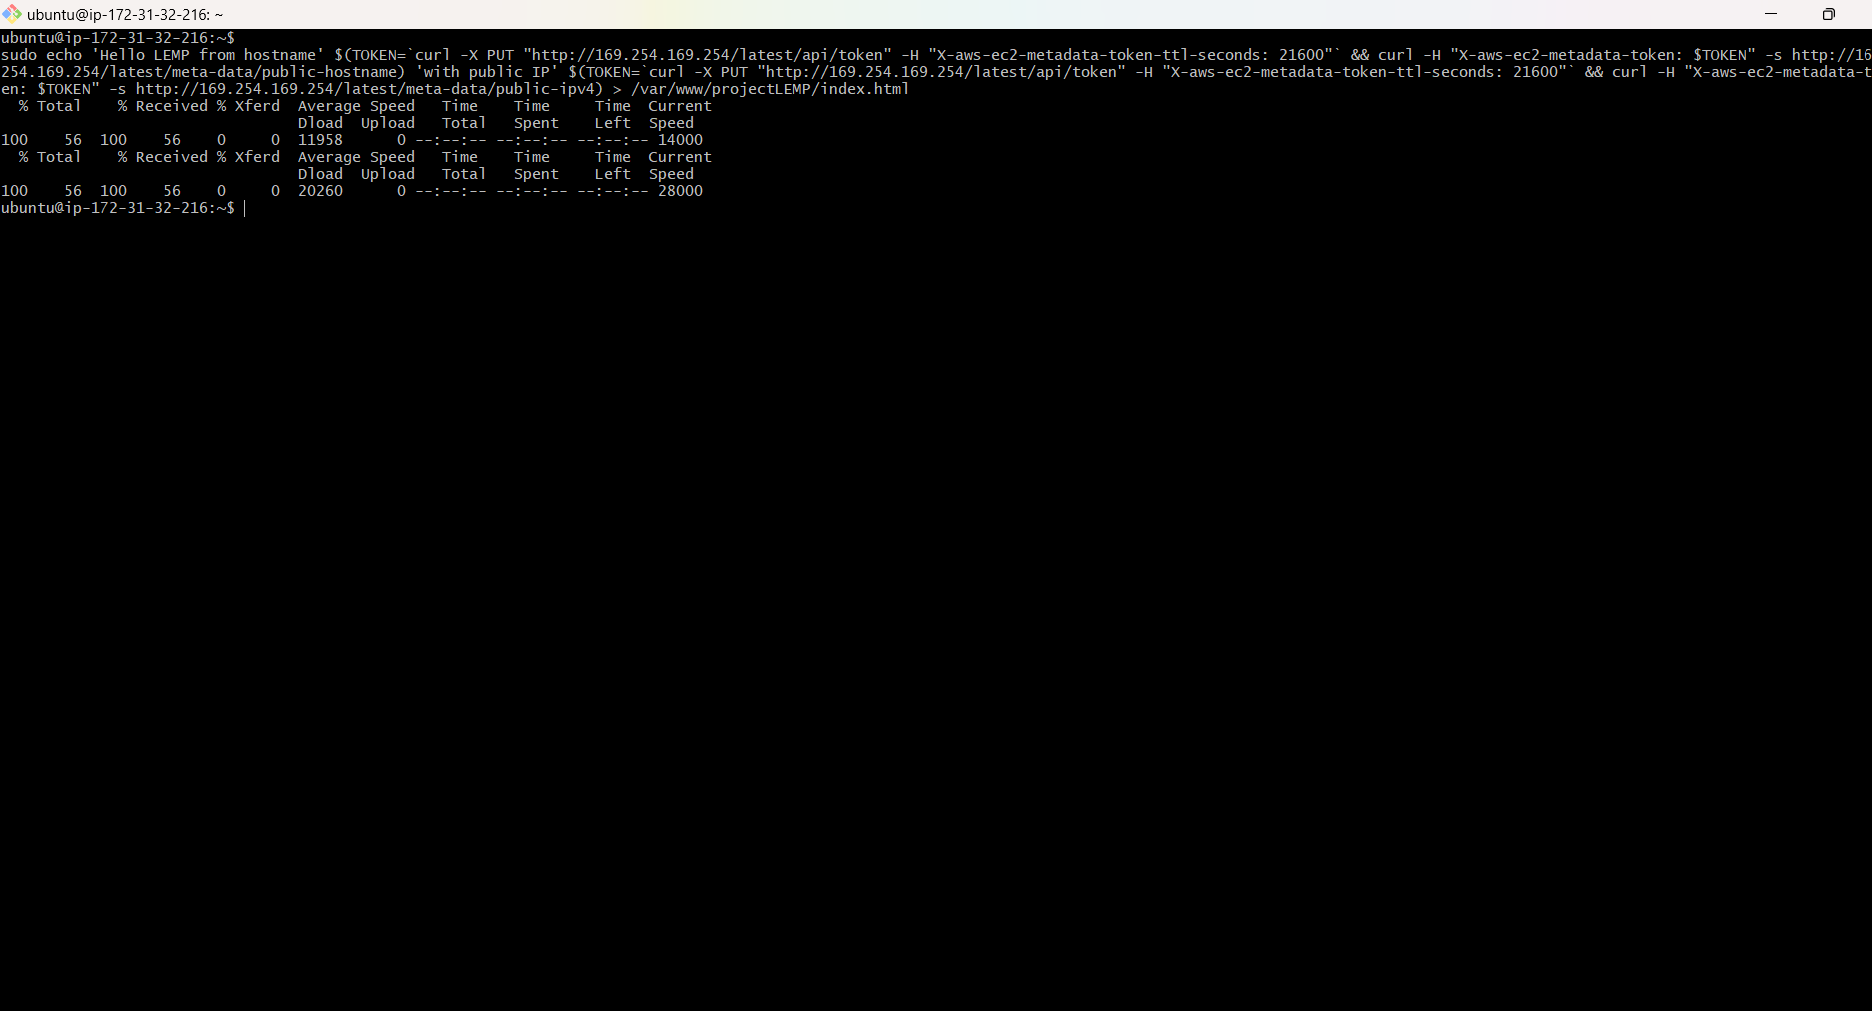 ubuntu@ip-172-31-32-216: ~
ubuntu@ip-172-31-32-216:~$
sudo echo 'Hello LEMP from hostname' $(TOKEN=`curl -X PUT "http://169.254.169.254/latest/api/token" -H "X-aws-ec2-metadata-token-ttl-seconds: 21600"` && curl -H "X-aws-ec2-metadata-token: $TOKEN" -s http://16
254.169.254/latest/meta-data/public-hostname) 'with public IP' $(TOKEN=`curl -X PUT "http://169.254.169.254/latest/api/token" -H "X-aws-ec2-metadata-token-ttl-seconds: 21600"` && curl -H "X-aws-ec2-metadata-t
en: $TOKEN" -s http://169.254.169.254/latest/meta-data/public-ipv4) > /var/www/projectLEMP/index.html
% Total    % Received % Xferd  Average Speed   Time    Time     Time  Current
Dload  Upload   Total   Spent    Left  Speed
100    56  100    56    0     0  11958      0 --:--:-- --:--:-- --:--:-- 14000
% Total    % Received % Xferd  Average Speed   Time    Time     Time  Current
Dload  Upload   Total   Spent    Left  Speed
100    56  100    56    0     0  20260      0 --:--:-- --:--:-- --:--:-- 28000
ubuntu@ip-172-31-32-216:~$